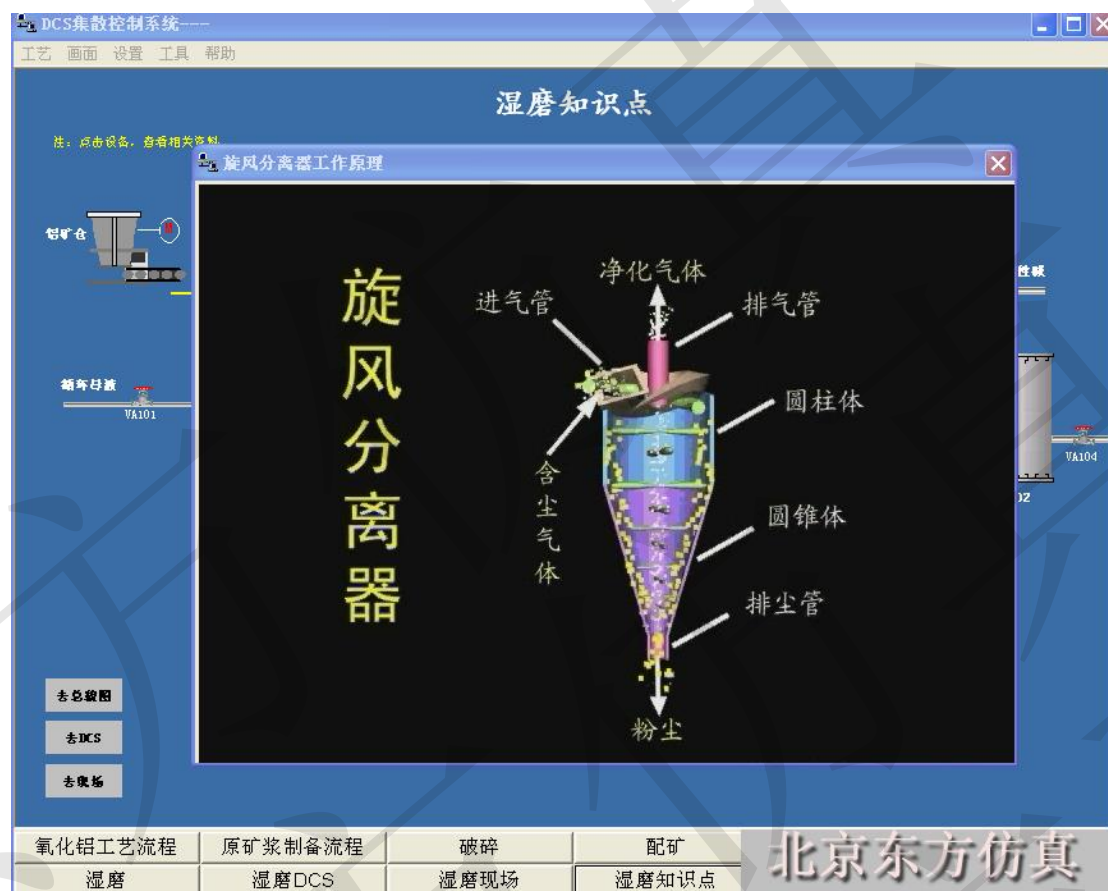 DCS集散控制系统---
工艺 画面 设置 工具 帮助
湿磨知识点
注：点击设备，查看相关资料
旋风分离器工作原理
铝矿仓
性碱
循环母液
VA101
VA104
02
旋风分离器
净化气体
进气管
排气管
圆柱体
含尘气体
圆锥体
排尘管
粉尘
去总貌图
去DCS
去现场
氧化铝工艺流程 原矿浆制备流程 破碎 配矿
湿磨 湿磨DCS 湿磨现场 湿磨知识点
北京东方仿真